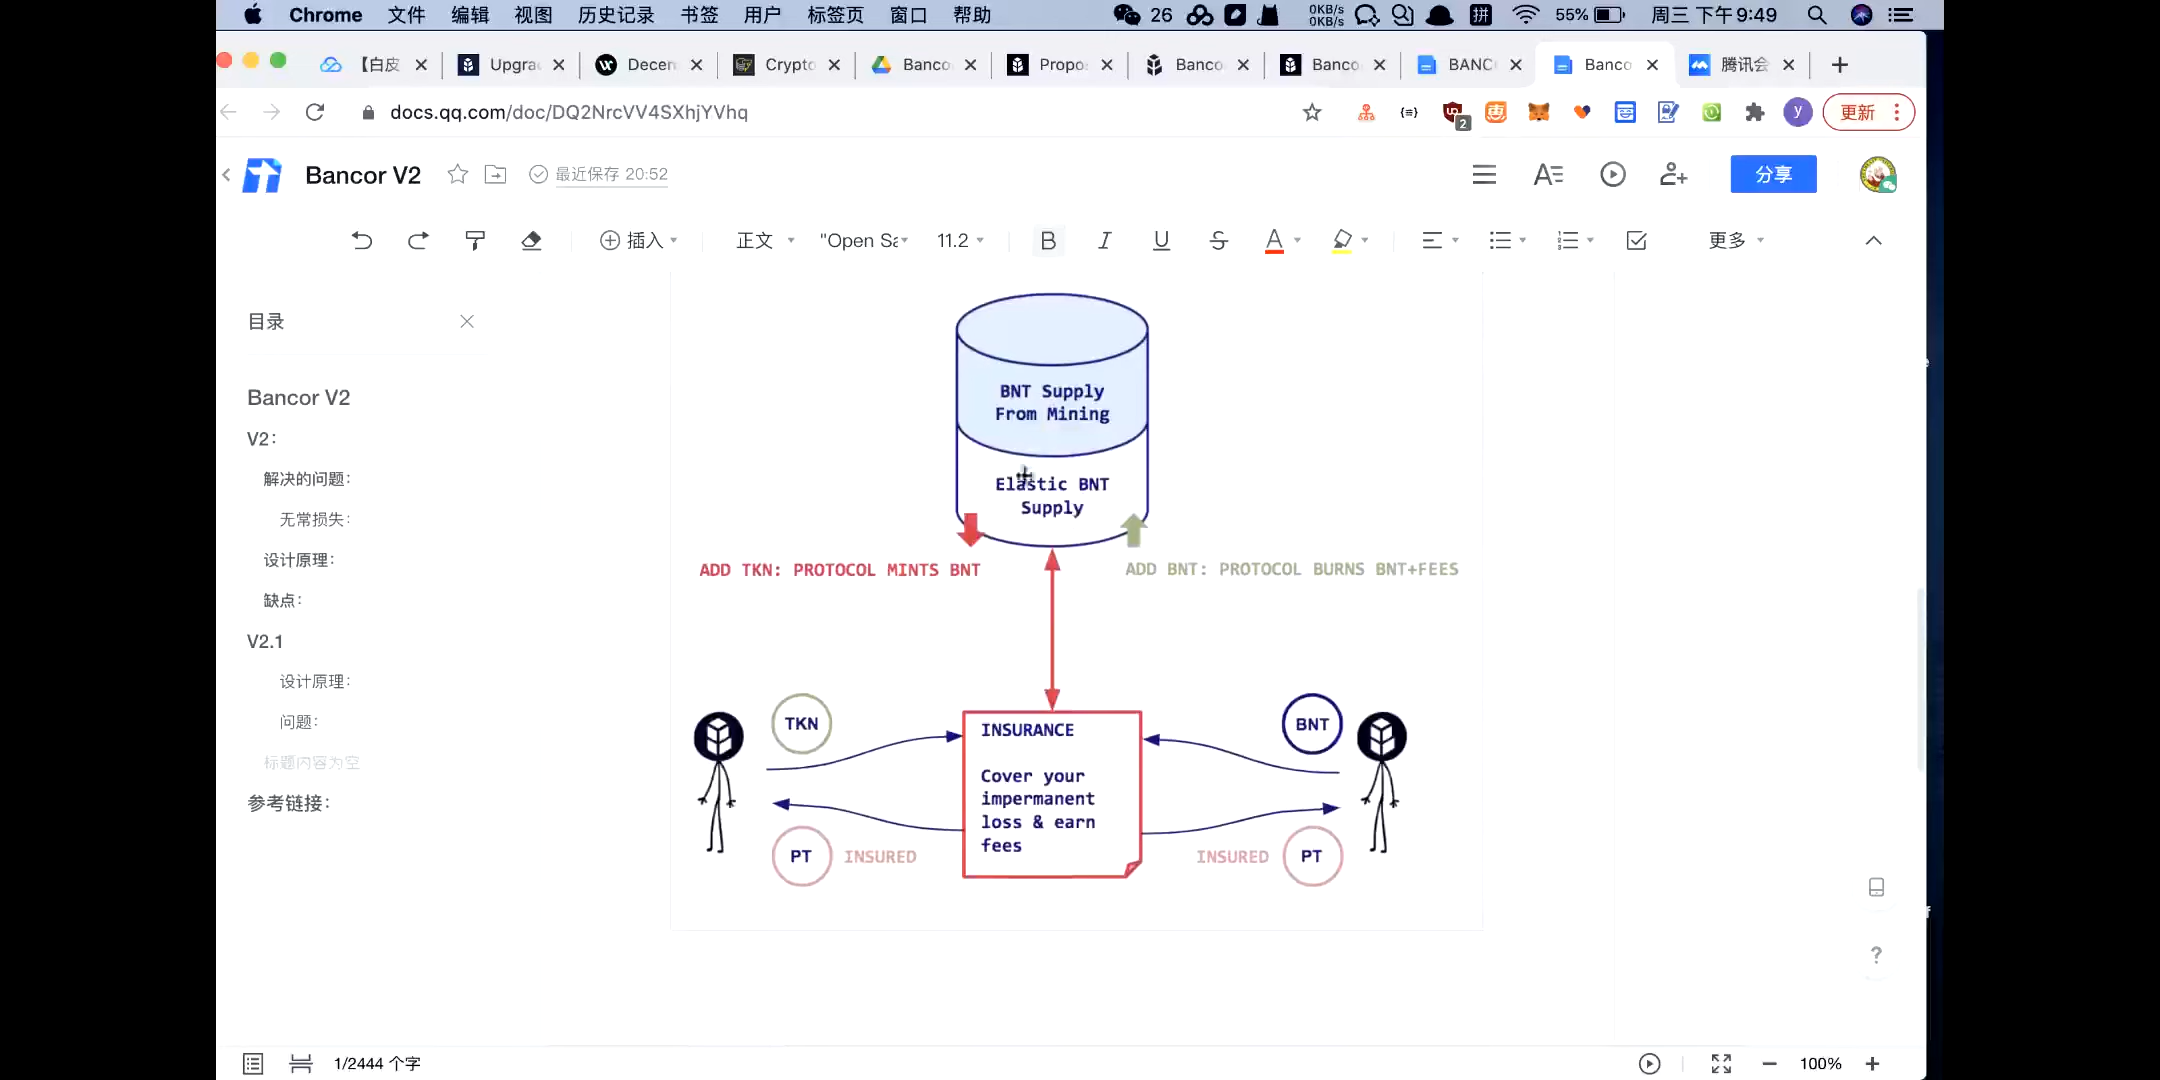 Chrome 文件 编辑 视图 历史记录 书签 用户 标签页 窗口 帮助 26 0KB/s 0KB/s 拼 55% 周三 下午9:49
【白皮 Upgra Decen Crypto Banco Propo Banco Banco BANC Banco 腾讯会
docs.qq.com/doc/DQ2NrcVV4SXhjYVhq 2 y 更新
Bancor V2 最近保存 20:52 分享
插入 正文 "Open Sa 11.2 B I U S A 更多
目录
Bancor V2
V2：
解决的问题：
无常损失：
设计原理：
缺点：
V2.1
设计原理：
问题：
标题内容为空
参考链接：
BNT Supply
From Mining
Elastic BNT
Supply
ADD TKN: PROTOCOL MINTS BNT
ADD BNT: PROTOCOL BURNS BNT+FEES
TKN
BNT
INSURANCE
Cover your
impermanent
loss & earn
fees
PT INSURED
INSURED PT
?
1/2444 个字 100%